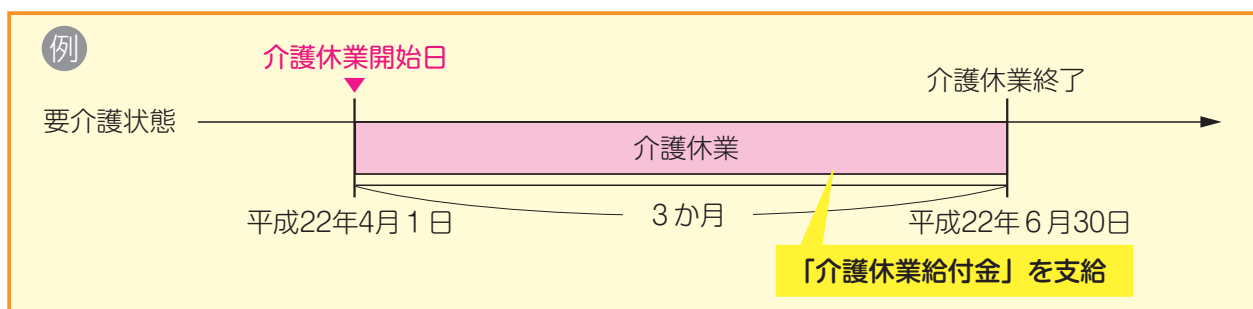 例
介護休業開始日
介護休業終了
要介護状態
介護休業
3か月
平成22年4月1日
平成22年6月30日
「介護休業給付金」を支給